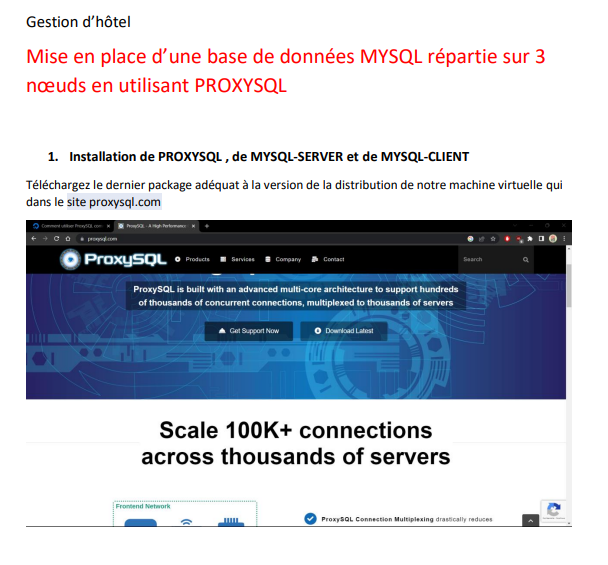 Gestion d’hôtel
Mise en place d’une base de données MYSQL répartie sur 3
nœuds en utilisant PROXYSQL
1. Installation de PROXYSQL , de MYSQL-SERVER et de MYSQL-CLIENT
Téléchargez le dernier package adéquat à la version de la distribution de notre machine virtuelle qui
dans le site proxysql.com
Comment utiliser ProxySQL com
ProxySQL - A High Performance
proxysql.com
ProxySQL Products Services Company Contact Search
ProxySQL is built with an advanced multi-core architecture to support hundreds
of thousands of concurrent connections, multiplexed to thousands of servers
Get Support Now Download Latest
Scale 100K+ connections
across thousands of servers
Frontend Network
ProxySQL Connection Multiplexing drastically reduces